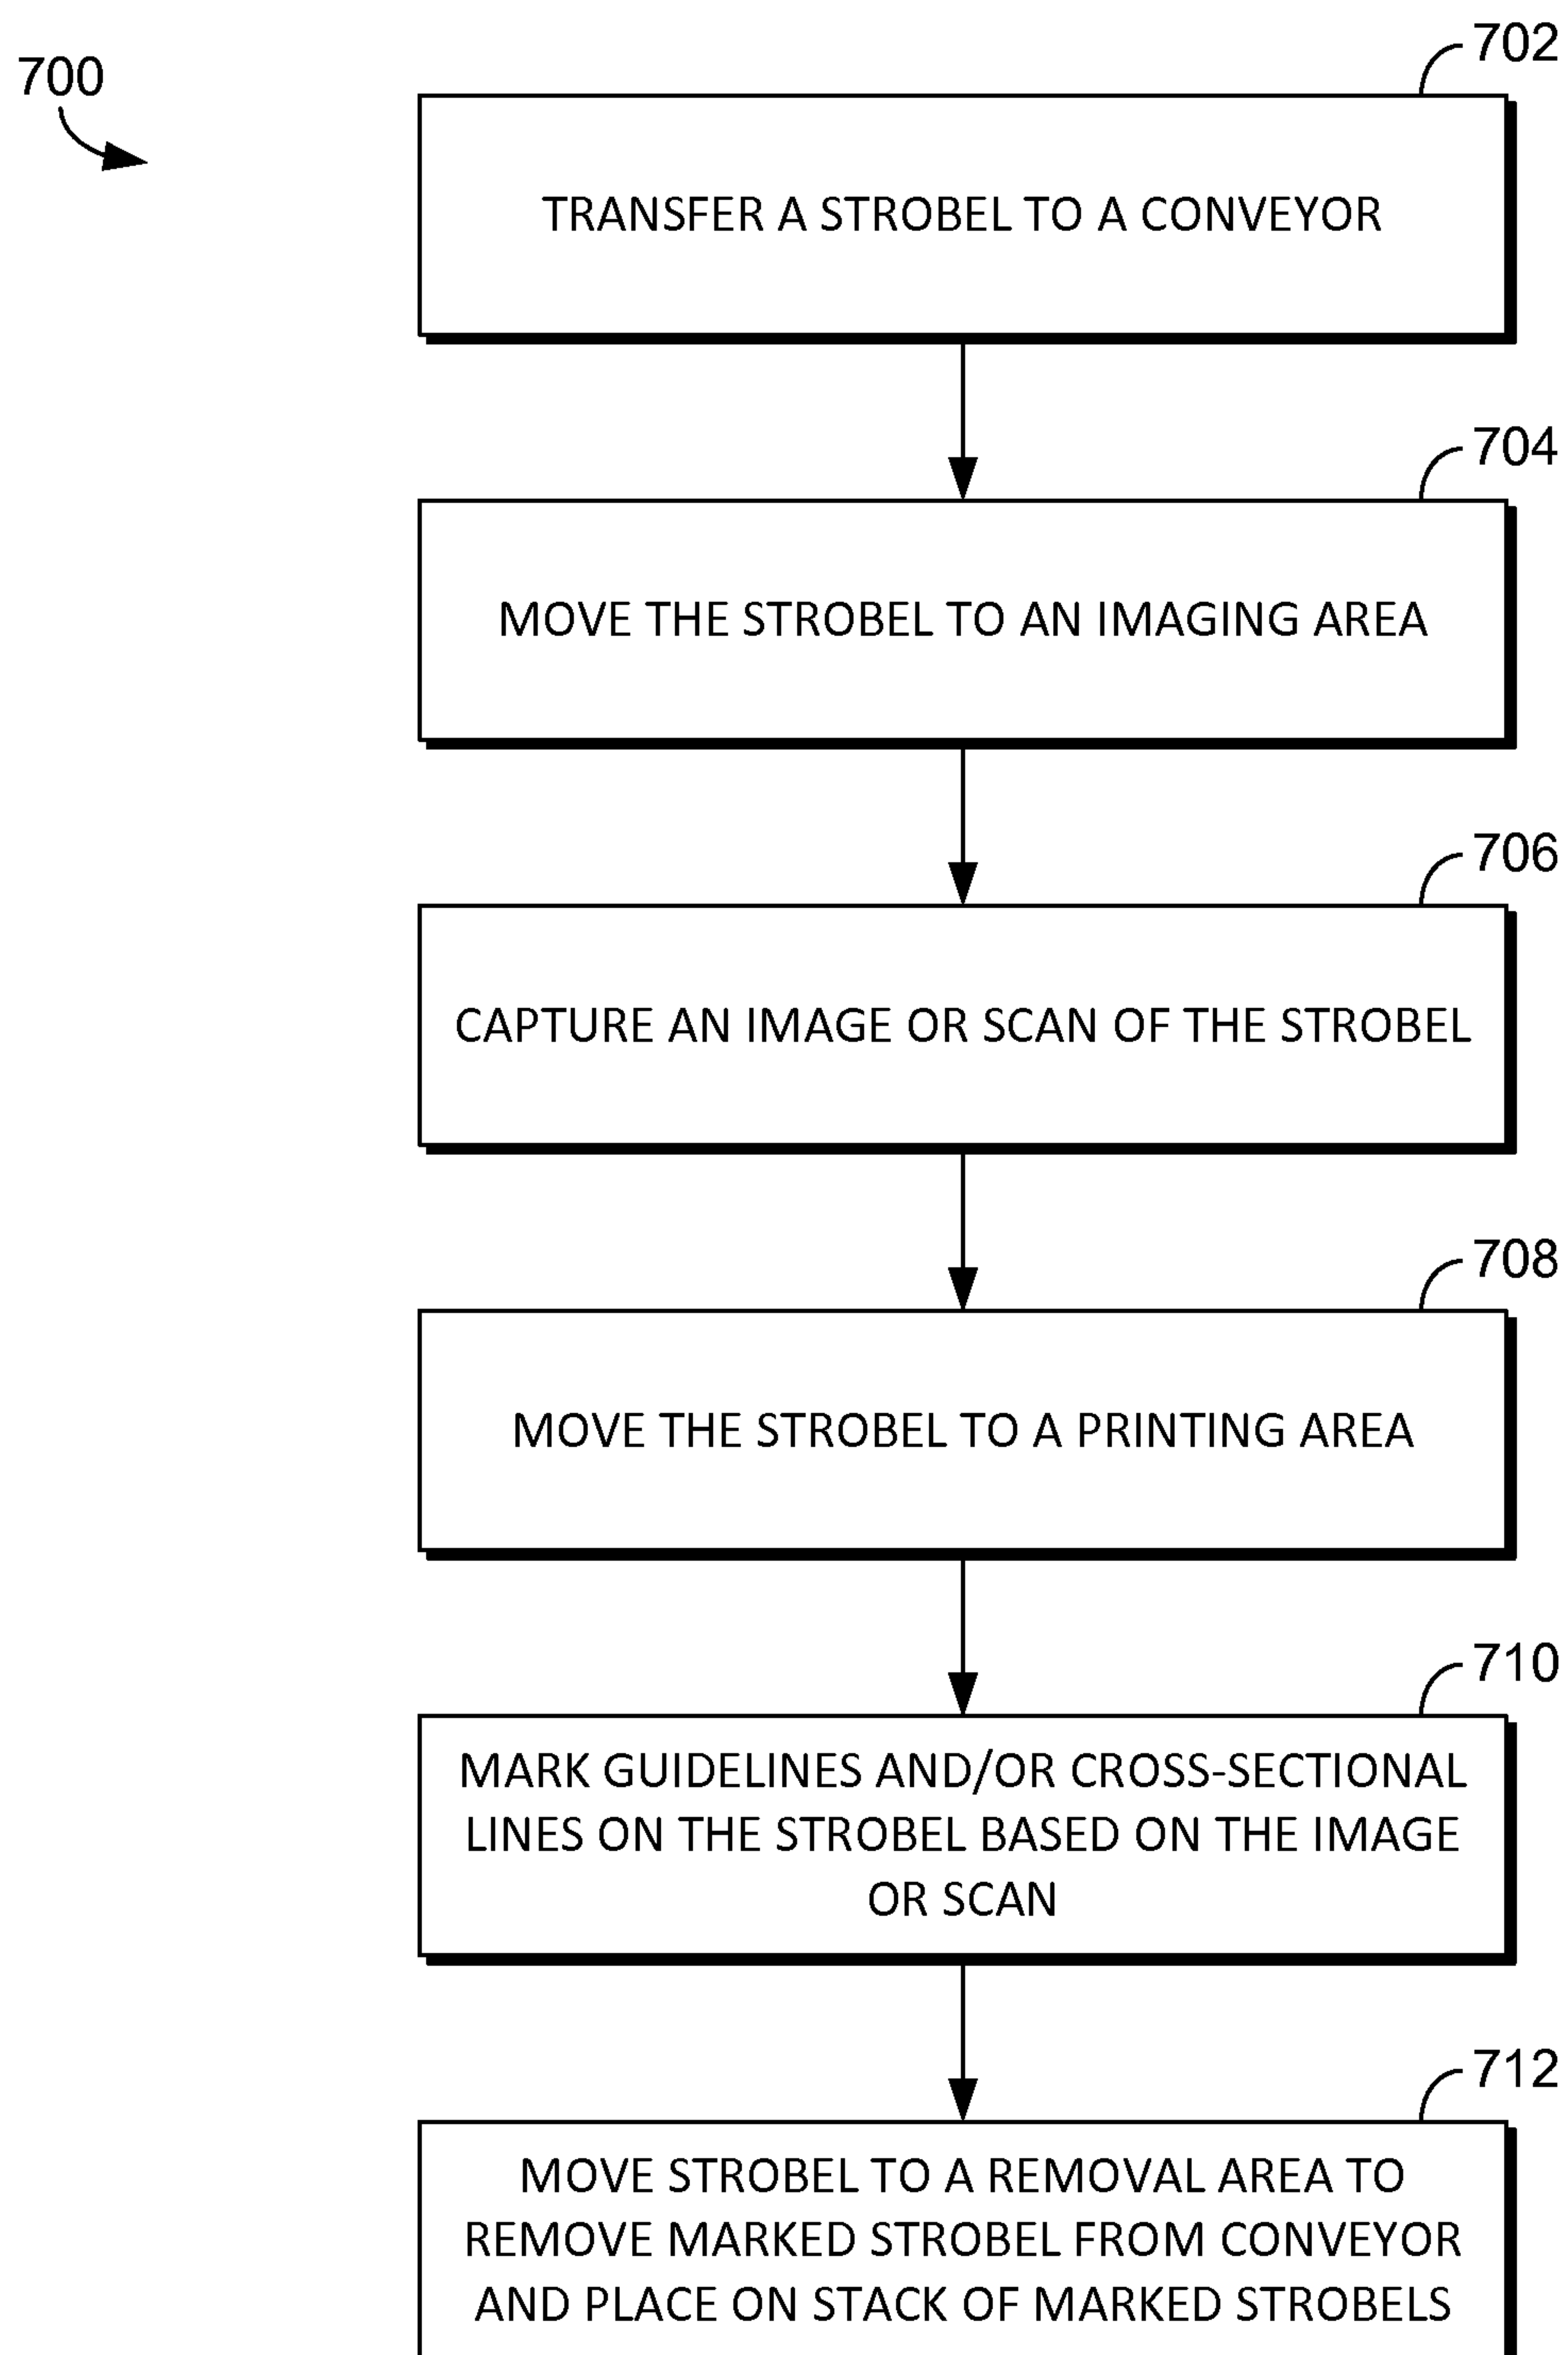 700
702
TRANSFER A STROBEL TO A CONVEYOR
704
MOVE THE STROBEL TO AN IMAGING AREA
706
CAPTURE AN IMAGE OR SCAN OF THE STROBEL
708
MOVE THE STROBEL TO A PRINTING AREA
710
MARK GUIDELINES AND/OR CROSS-SECTIONAL
LINES ON THE STROBEL BASED ON THE IMAGE
OR SCAN
712
MOVE STROBEL TO A REMOVAL AREA TO
REMOVE MARKED STROBEL FROM CONVEYOR
AND PLACE ON STACK OF MARKED STROBELS